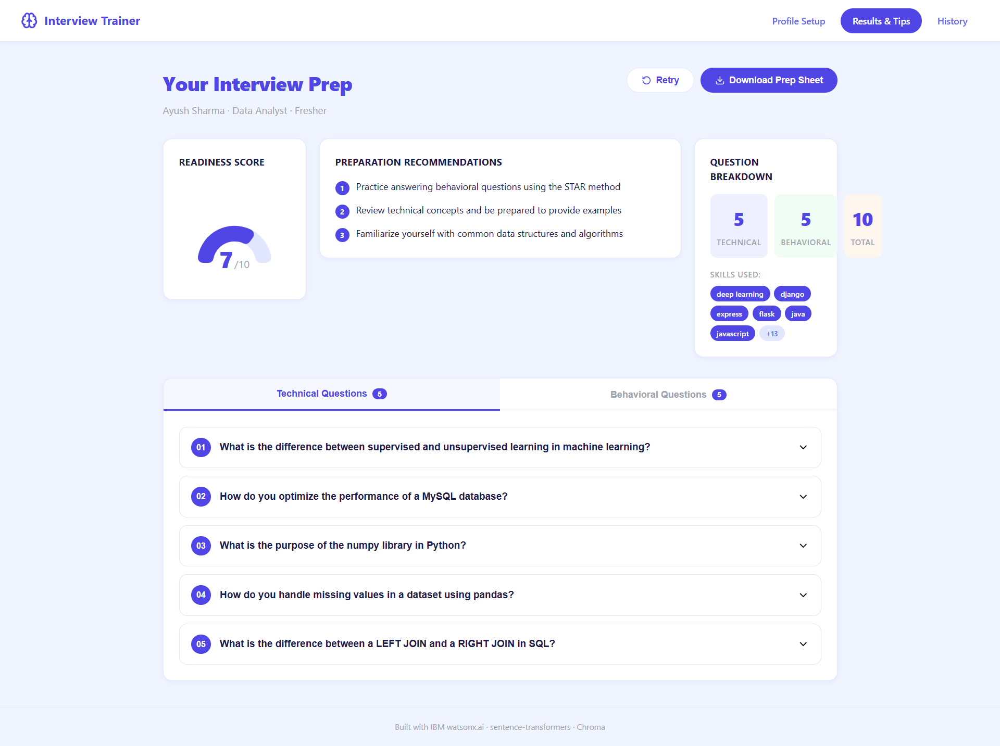 Interview Trainer
Profile Setup
Results & Tips
History
Your Interview Prep
Ayush Sharma · Data Analyst · Fresher
Retry
Download Prep Sheet
READINESS SCORE
7/10
PREPARATION RECOMMENDATIONS
1 Practice answering behavioral questions using the STAR method
2 Review technical concepts and be prepared to provide examples
3 Familiarize yourself with common data structures and algorithms
QUESTION
BREAKDOWN
5
TECHNICAL
5
BEHAVIORAL
10
TOTAL
SKILLS USED:
deep learning django
express flask java
javascript +13
Technical Questions 5
Behavioral Questions 5
01 What is the difference between supervised and unsupervised learning in machine learning?
02 How do you optimize the performance of a MySQL database?
03 What is the purpose of the numpy library in Python?
04 How do you handle missing values in a dataset using pandas?
05 What is the difference between a LEFT JOIN and a RIGHT JOIN in SQL?
Built with IBM watsonx.ai · sentence-transformers · Chroma